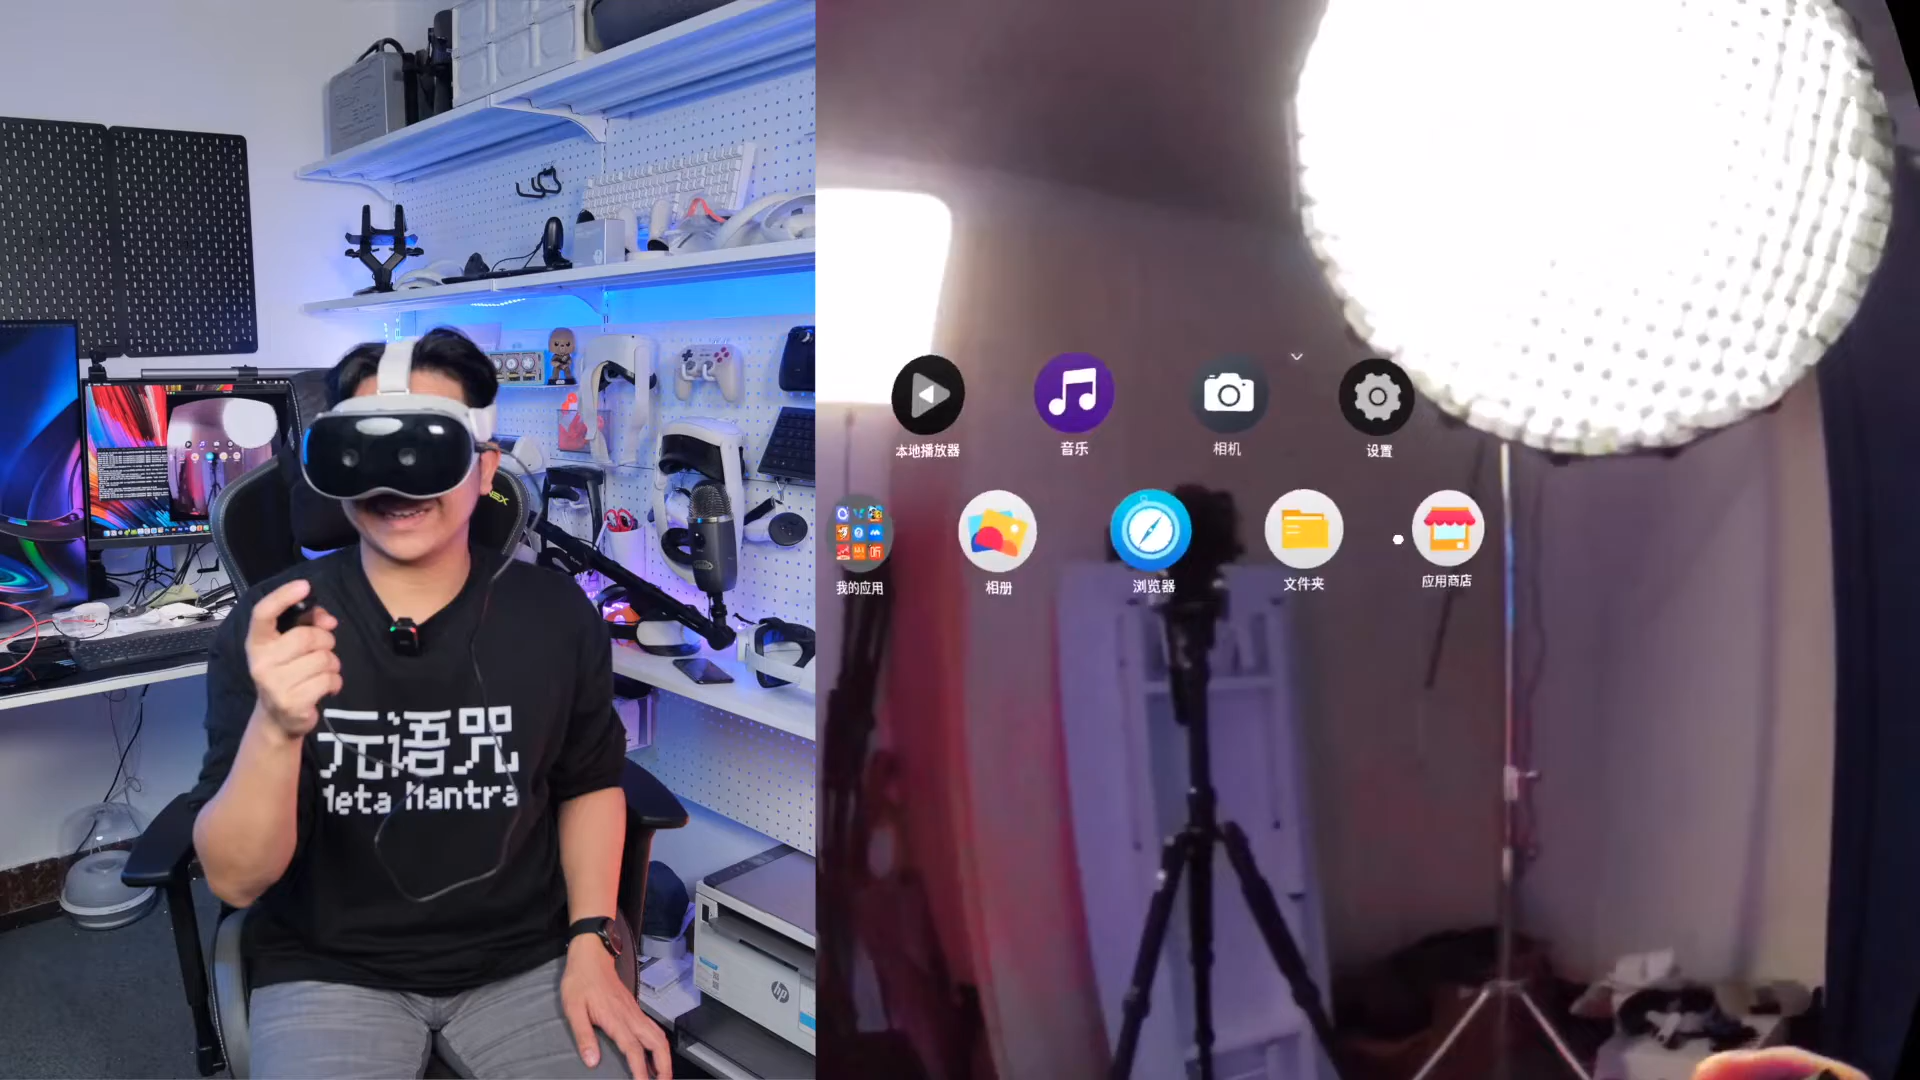 元语咒
Meta Mantra
hp
本地播放器
音乐
相机
设置
我的应用
相册
浏览器
文件夹
应用商店